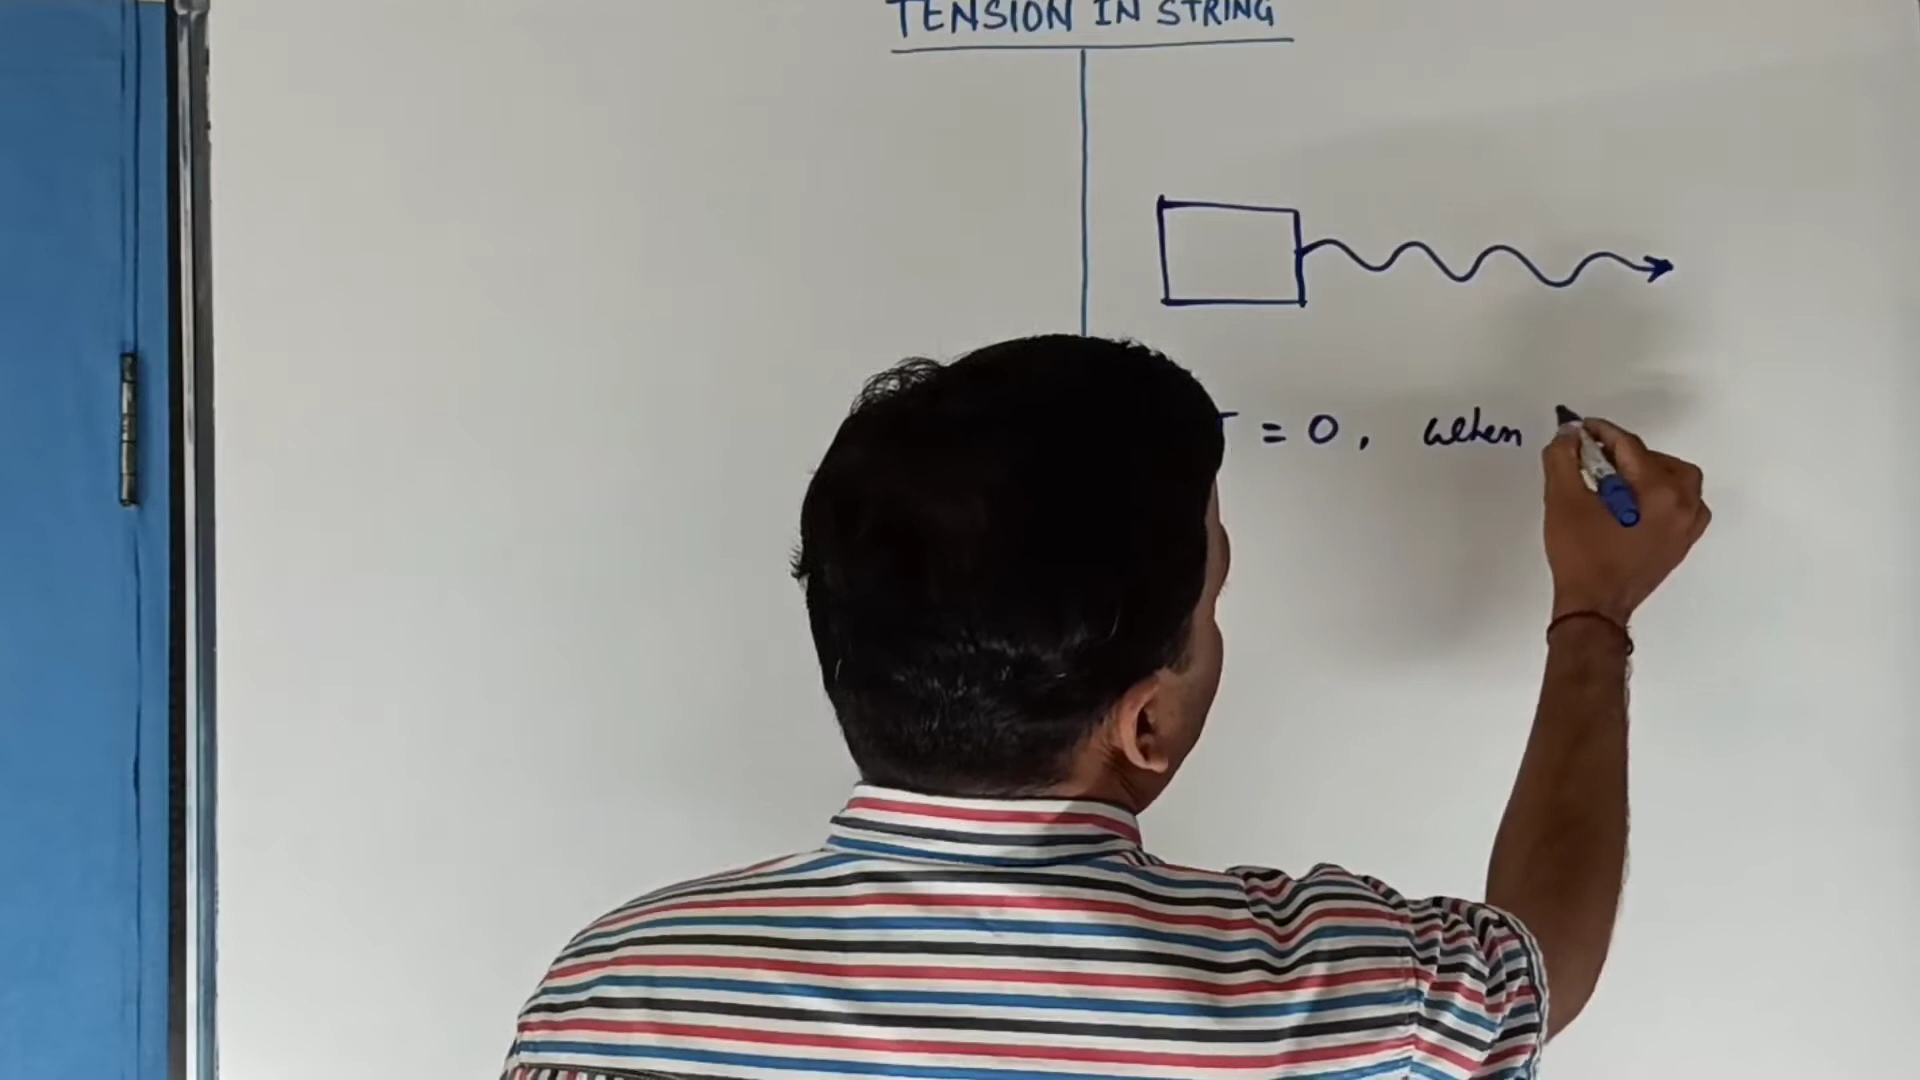 TENSION IN STRING
T = 0, when